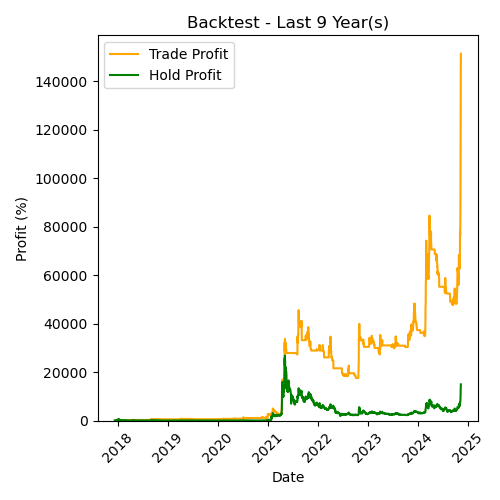 Backtest - Last 9 Year(s)
Trade Profit
Hold Profit
Profit (%)
140000
120000
100000
80000
60000
40000
20000
0
2018 2019 2020 2021 2022 2023 2024 2025
Date